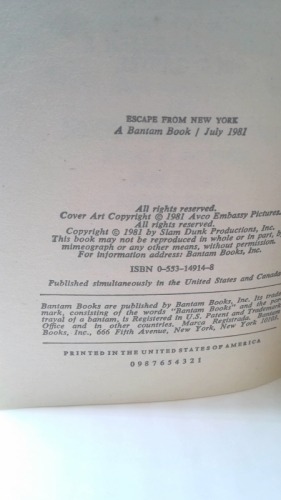 ESCAPE FROM NEW YORK
A Bantam Book / July 1981
All rights reserved.
Cover Art Copyright © 1981 Avco Embassy Pictures.
All rights reserved.
Copyright © 1981 by Slam Dunk Productions, Inc.
This book may not be reproduced in whole or in part, by
mimeograph or any other means, without permission.
For information address: Bantam Books, Inc.
ISBN 0-553-14914-8
Published simultaneously in the United States and Canada
Bantam Books are published by Bantam Books, Inc. Its trade
mark, consisting of the words "Bantam Books" and the por
trayal of a bantam, is Registered in U.S. Patent and Trademark
Office and in other countries. Marca Registrada. Bantam
Books, Inc., 666 Fifth Avenue, New York, New York 10103.
PRINTED IN THE UNITED STATES OF AMERICA
0 9 8 7 6 5 4 3 2 1